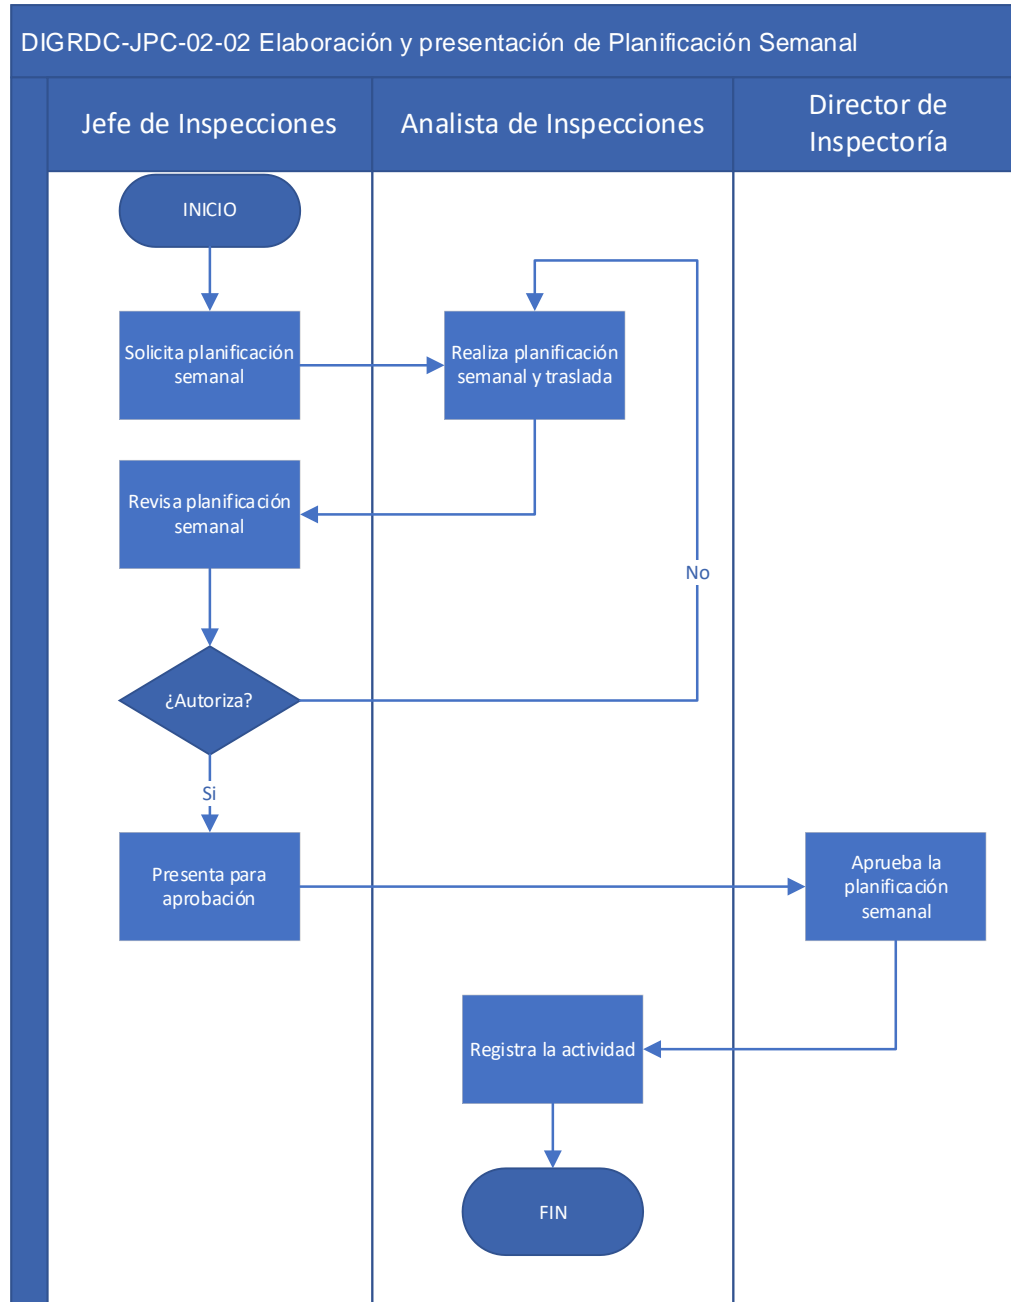 DIGRDC-JPC-02-02 Elaboración y presentación de Planificación Semanal
Jefe de Inspecciones
Analista de Inspecciones
Director de
Inspectoría
INICIO
Solicita planificación
semanal
Realiza planificación
semanal y traslada
Revisa planificación
semanal
No
¿Autoriza?
Si
Presenta para
aprobación
Aprueba la
planificación
semanal
Registra la actividad
FIN